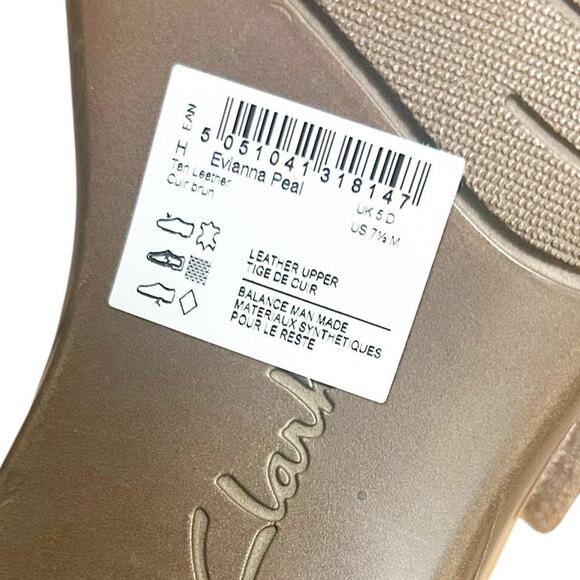 EAN
H
5 051041 318147
Evianna Peal
Tan Leather
Cuir brun
UK 5 D
US 7½ M
LEATHER UPPER
TIGE DE CUIR
BALANCE MAN MADE
MATERIAUX SYNTHETIQUES
POUR LE RESTE
Clark